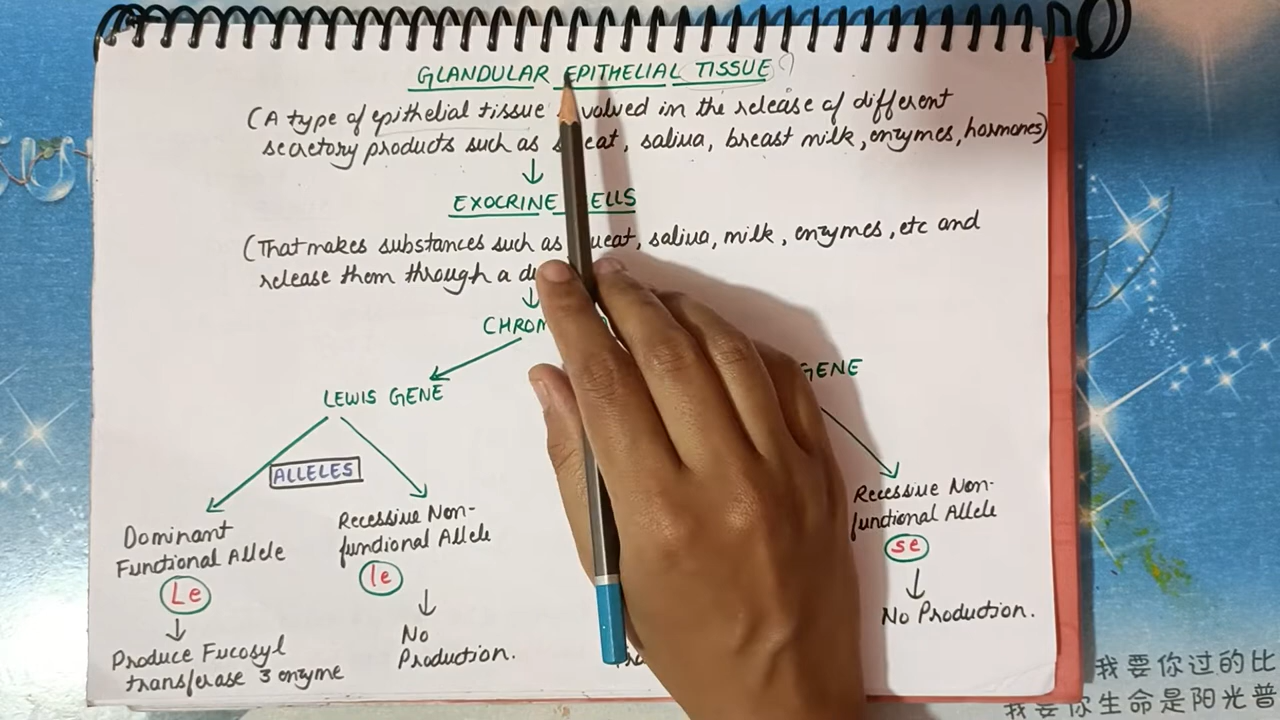 GLANDULAR EPITHELIAL TISSUE
(A type of epithelial tissue volved in the release of different
secretory products such as eat, saliva, breast milk, enzymes, hormones)
EXOCRINE ELLS
(That makes substances such as weat, saliva, milk, enzymes, etc and
release them through a du
CHROM
LEWIS GENE
GENE
ALLELES
Dominant
Functional Allele
Le
Produce Fucosyl
transferase 3 enzyme
Recessive Non-
functional Allele
le
No
Production.
Recessive Non-
functional Allele
se
No Production.
我要你过的比
我要你生命是阳光普